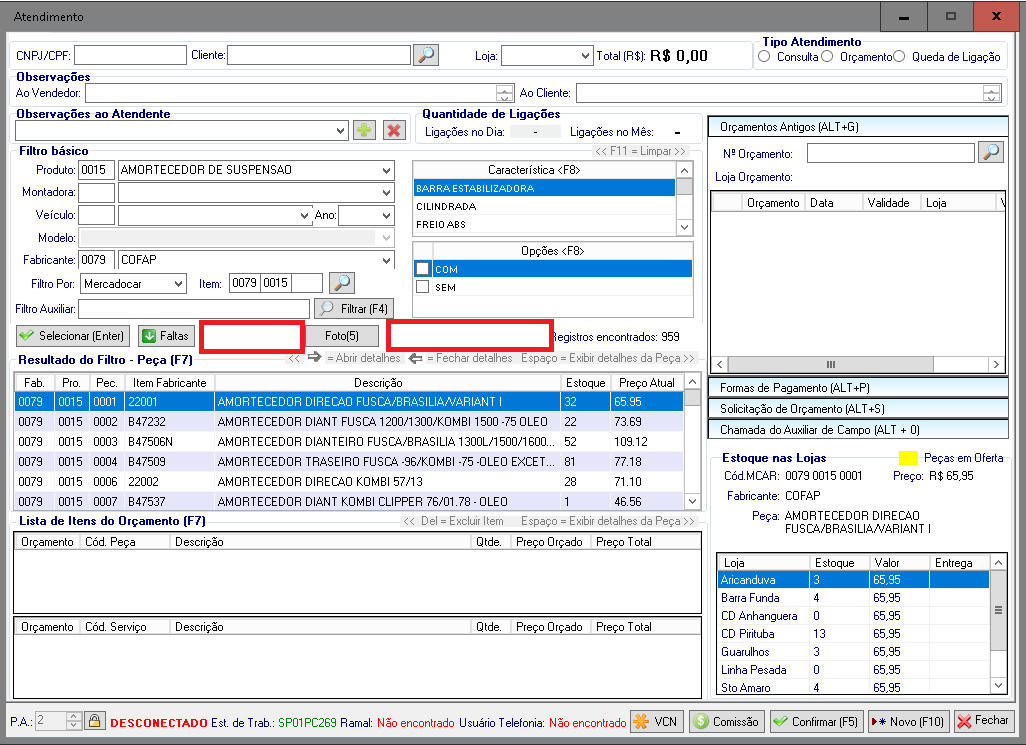 Atendimento
CNPJ/CPF: Cliente: Loja: Total (R$): R$ 0,00
Tipo Atendimento
Consulta Orçamento Queda de Ligação
Observações
Ao Vendedor: Ao Cliente:
Observações ao Atendente
Quantidade de Ligações
Ligações no Dia: - Ligações no Mês: -
Filtro básico
<< F11 = Limpar >>
Produto: 0015 AMORTECEDOR DE SUSPENSAO
Montadora:
Veículo: Ano:
Modelo:
Fabricante: 0079 COFAP
Filtro Por: Mercadocar Item: 0079 0015
Filtro Auxiliar: Filtrar (F4)
Característica <F8>
BARRA ESTABILIZADORA
CILINDRADA
FREIO ABS
Opções <F8>
COM
SEM
Selecionar (Enter) Faltas Foto(5) Registros encontrados: 959
<< = Abrir detalhes = Fechar detalhes Espaço = Exibir detalhes da Peça >>
Resultado do Filtro - Peça (F7)
Fab. Pro. Pec. Item Fabricante Descrição Estoque Preço Atual
0079 0015 0001 22001 AMORTECEDOR DIRECAO FUSCA/BRASILIA/VARIANT I 32 65.95
0079 0015 0002 B47232 AMORTECEDOR DIANT FUSCA 1200/1300/KOMBI 1500 -75 OLEO 22 73.69
0079 0015 0003 B47506N AMORTECEDOR DIANTEIRO FUSCA/BRASILIA 1300L/1500/1600... 52 109.12
0079 0015 0004 B47509 AMORTECEDOR TRASEIRO FUSCA -96/KOMBI -75 -OLEO EXCET... 81 77.18
0079 0015 0006 22002 AMORTECEDOR DIRECAO KOMBI 57/13 28 71.10
0079 0015 0007 B47537 AMORTECEDOR DIANT KOMBI CLIPPER 76/01.78 - OLEO 1 46.56
Lista de Itens do Orçamento (F7)
<< Del = Excluir Item Espaço = Exibir detalhes da Peça >>
Orçamento Cód. Peça Descrição Qtde. Preço Orçado Preço Total
Orçamento Cód. Serviço Descrição Qtde. Preço Orçado Preço Total
Orçamentos Antigos (ALT+G)
Nº Orçamento:
Loja Orçamento:
Orçamento Data Validade Loja V
Formas de Pagamento (ALT+P)
Solicitação de Orçamento (ALT+S)
Chamada do Auxiliar de Campo (ALT + 0)
Estoque nas Lojas Peças em Oferta
Cód.MCAR: 0079 0015 0001 Preço: R$ 65,95
Fabricante: COFAP
Peça: AMORTECEDOR DIRECAO
FUSCA/BRASILIA/VARIANT I
Loja Estoque Valor Entrega
Aricanduva 3 65,95
Barra Funda 4 65,95
CD Anhanguera 0 65,95
CD Pirituba 13 65,95
Guarulhos 3 65,95
Linha Pesada 0 65,95
Sto Amaro 4 65,95
P.A.: 2 DESCONECTADO Est. de Trab.: SP01PC269 Ramal: Não encontrado Usuário Telefonia: Não encontrado VCN Comissão Confirmar (F5) Novo (F10) Fechar